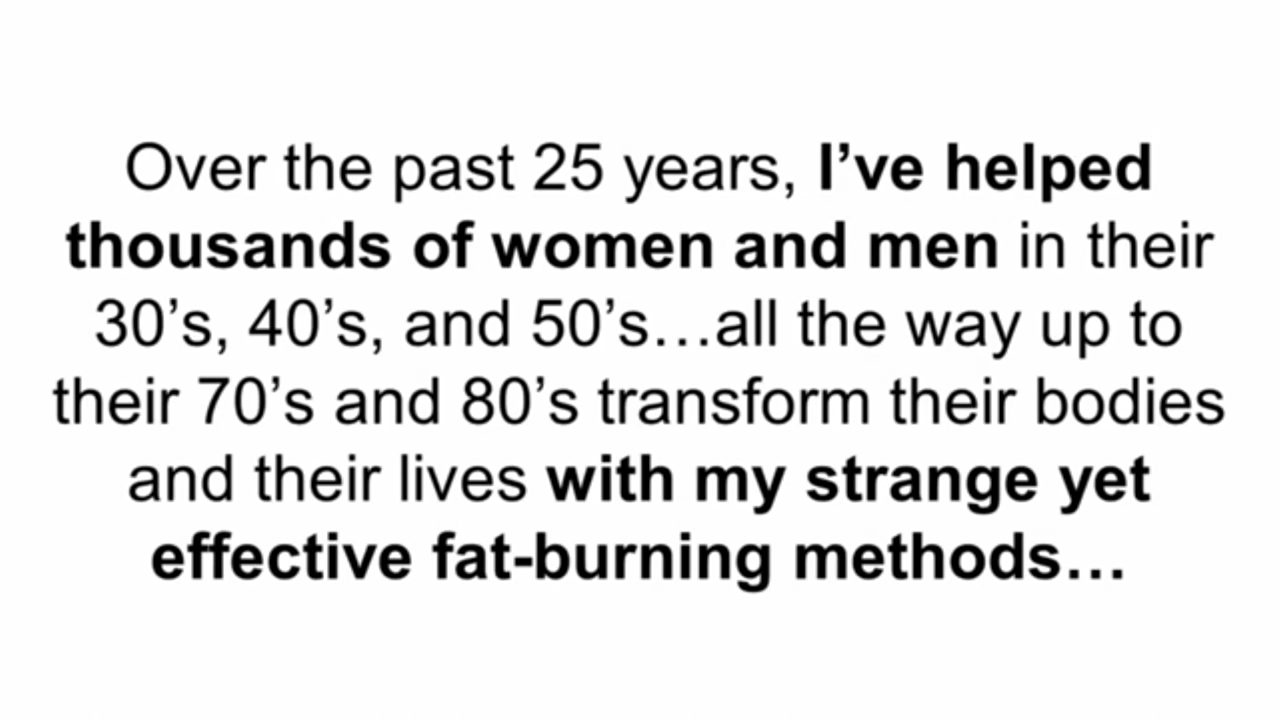 Over the past 25 years, I’ve helped
thousands of women and men in their
30’s, 40’s, and 50’s…all the way up to
their 70’s and 80’s transform their bodies
and their lives with my strange yet
effective fat-burning methods…